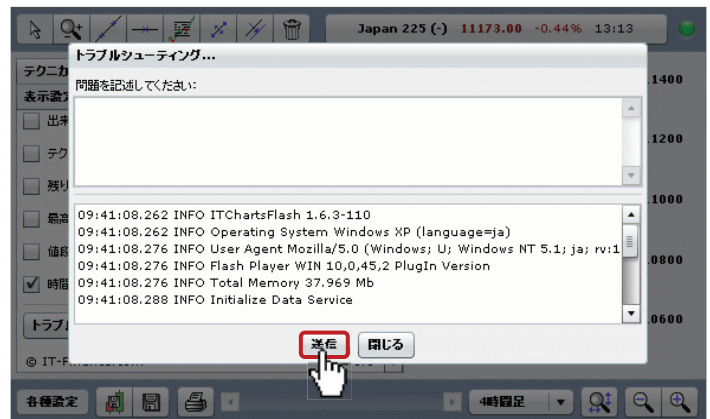 Japan 225 (-) 11173.00 -0.44% 13:13
トラブルシューティング...
テクニカ
問題を記述してください:
表示設定
出来
テク
残り
最高
値段
時間
1400
1200
1000
0800
0600
09:41:08.262 INFO ITChartsFlash 1.6.3-110
09:41:08.262 INFO Operating System Windows XP (language=ja)
09:41:08.276 INFO User Agent Mozilla/5.0 (Windows; U; Windows NT 5.1; ja; rv:1
09:41:08.276 INFO Flash Player WIN 10,0,45,2 PlugIn Version
09:41:08.276 INFO Total Memory 37.969 Mb
09:41:08.288 INFO Initialize Data Service
トラブ
送信 閉じる
© IT-F
各種設定 4時間足